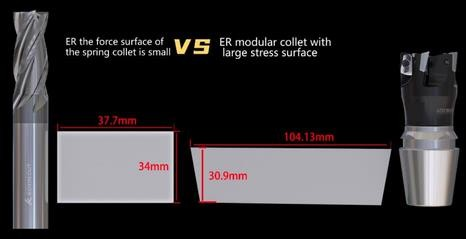 ER the force surface of
the spring collet is small
VS
ER modular collet with
large stress surface
37.7mm
34mm
104.13mm
30.9mm